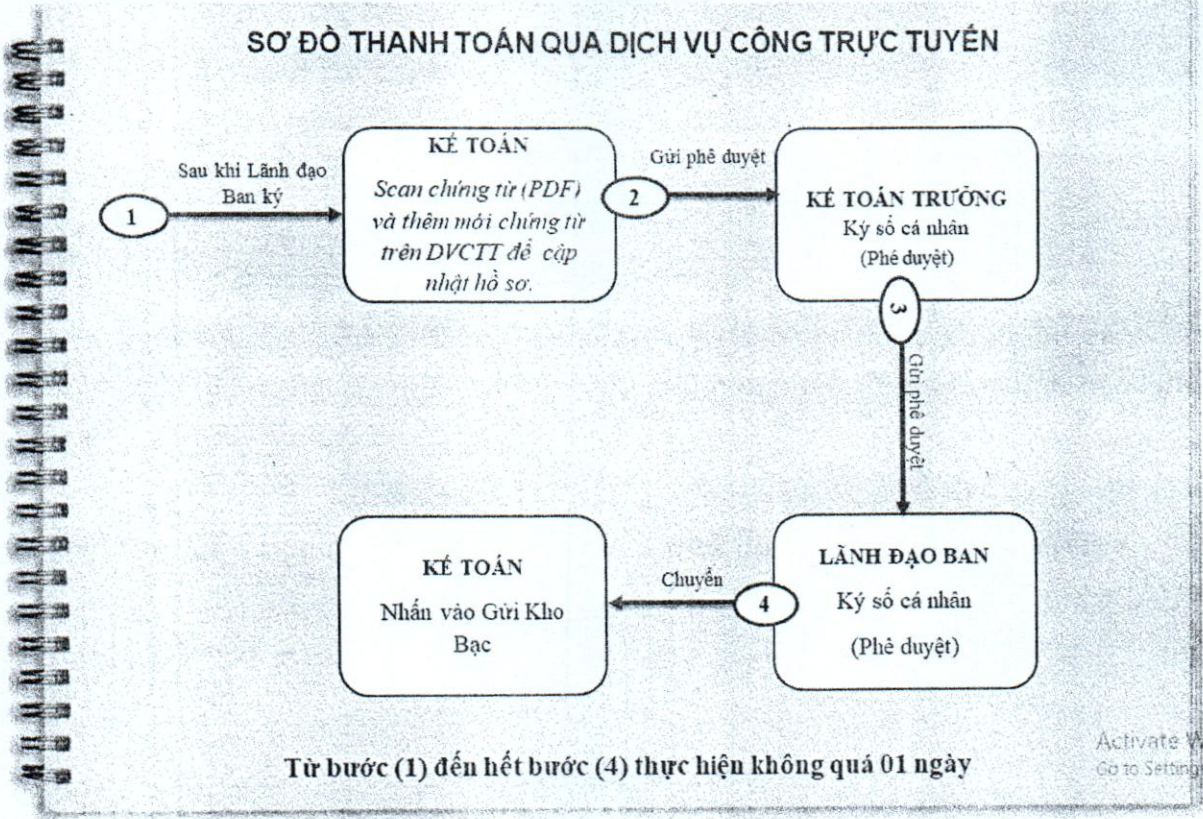 SƠ ĐỒ THANH TOÁN QUA DỊCH VỤ CÔNG TRỰC TUYẾN
1
Sau khi Lãnh đạo
Ban ký
KẾ TOÁN
Scan chứng từ (PDF)
và thêm mới chứng từ
trên DVCTT để cập
nhật hồ sơ.
2
Gửi phê duyệt
KẾ TOÁN TRƯỞNG
Ký số cá nhân
(Phê duyệt)
3
Gửi phê duyệt
LÃNH ĐẠO BAN
Ký số cá nhân
(Phê duyệt)
4
Chuyển
KẾ TOÁN
Nhấn vào Gửi Kho
Bạc
Từ bước (1) đến hết bước (4) thực hiện không quá 01 ngày
Activate W
Go to Setting